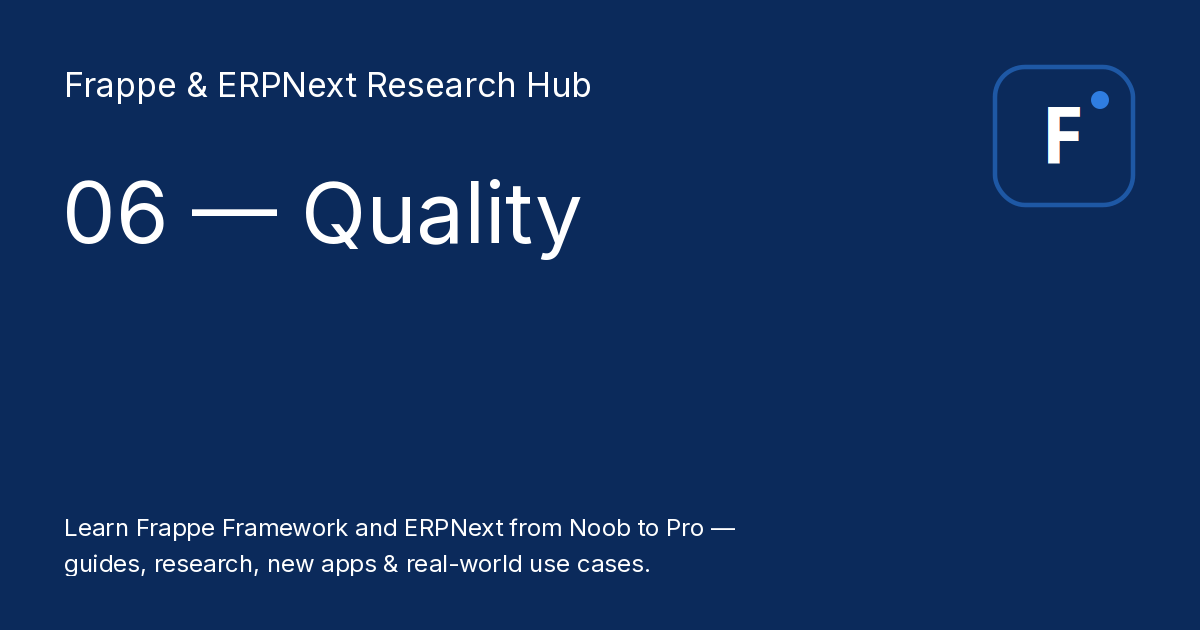 Frappe & ERPNext Research Hub
F
06 — Quality
Learn Frappe Framework and ERPNext from Noob to Pro —
guides, research, new apps & real-world use cases.